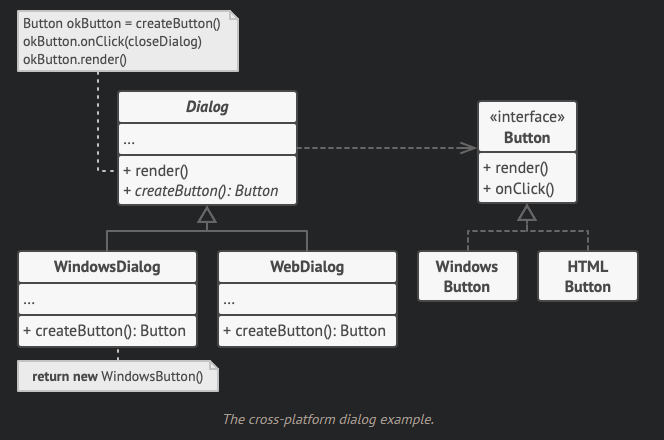 Button okButton = createButton()
okButton.onClick(closeDialog)
okButton.render()
Dialog
...
+ render()
+ createButton(): Button
«interface»
Button
+ render()
+ onClick()
WindowsDialog
...
+ createButton(): Button
WebDialog
...
+ createButton(): Button
Windows
Button
HTML
Button
return new WindowsButton()
The cross-platform dialog example.